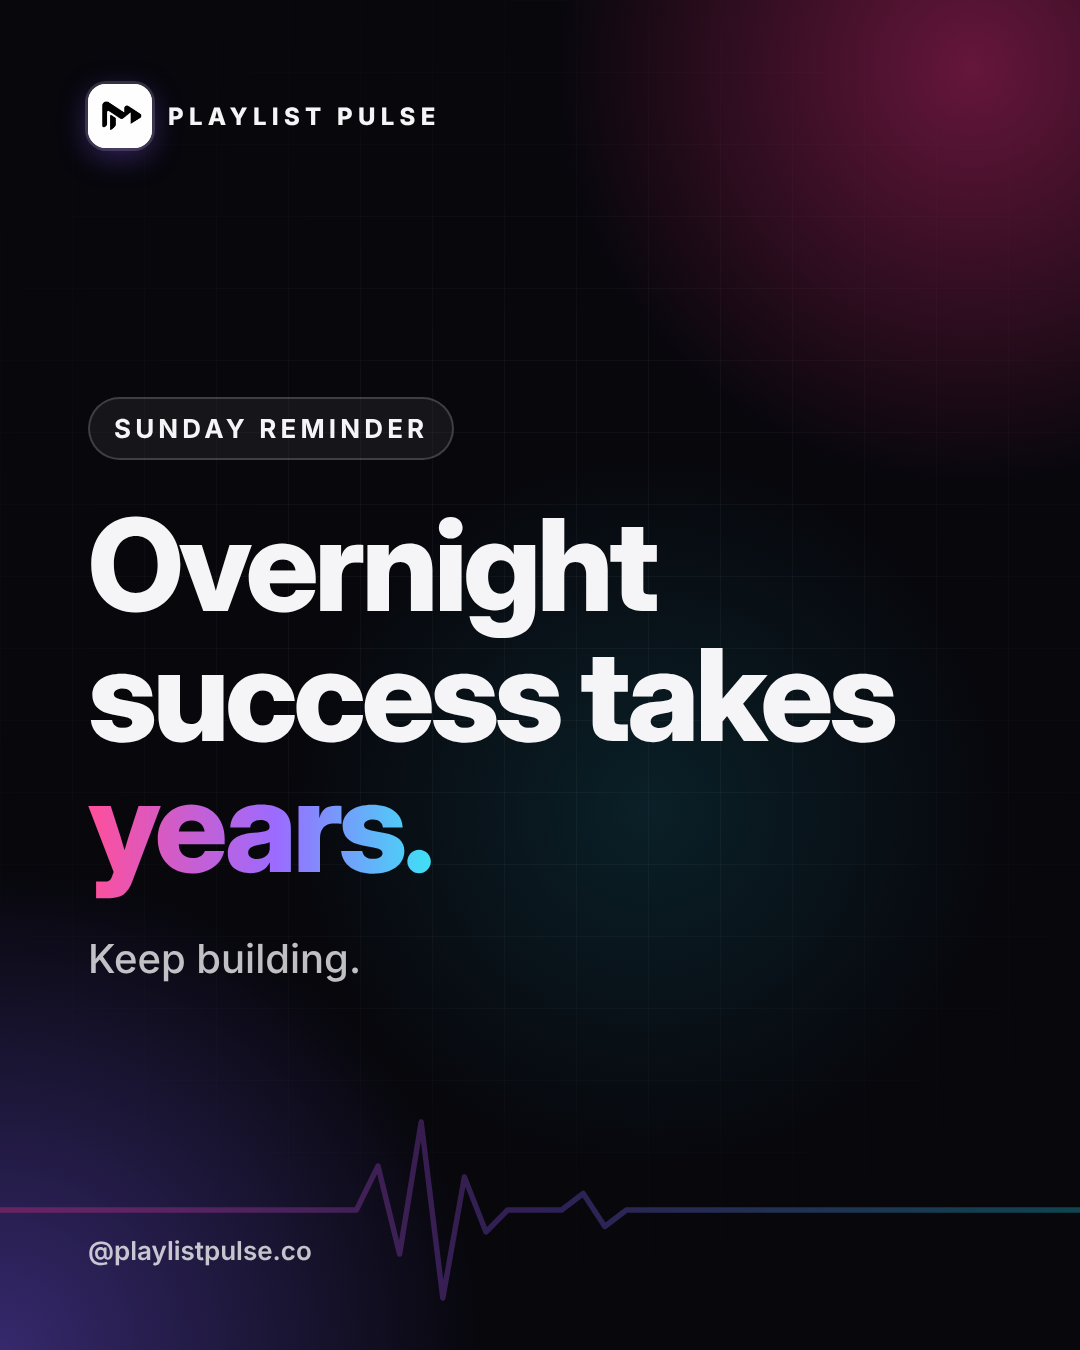 PLAYLIST PULSE
SUNDAY REMINDER
Overnight
success takes
years.
Keep building.
@playlistpulse.co